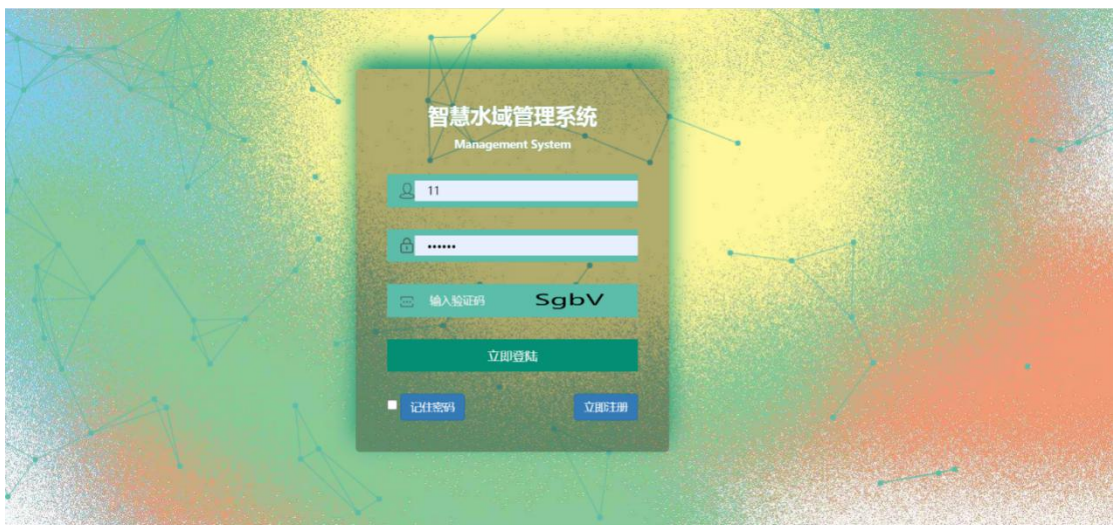 智慧水域管理系统
Management System
11
••••••
输入验证码 SgbV
立即登陆
记住密码 立即注册